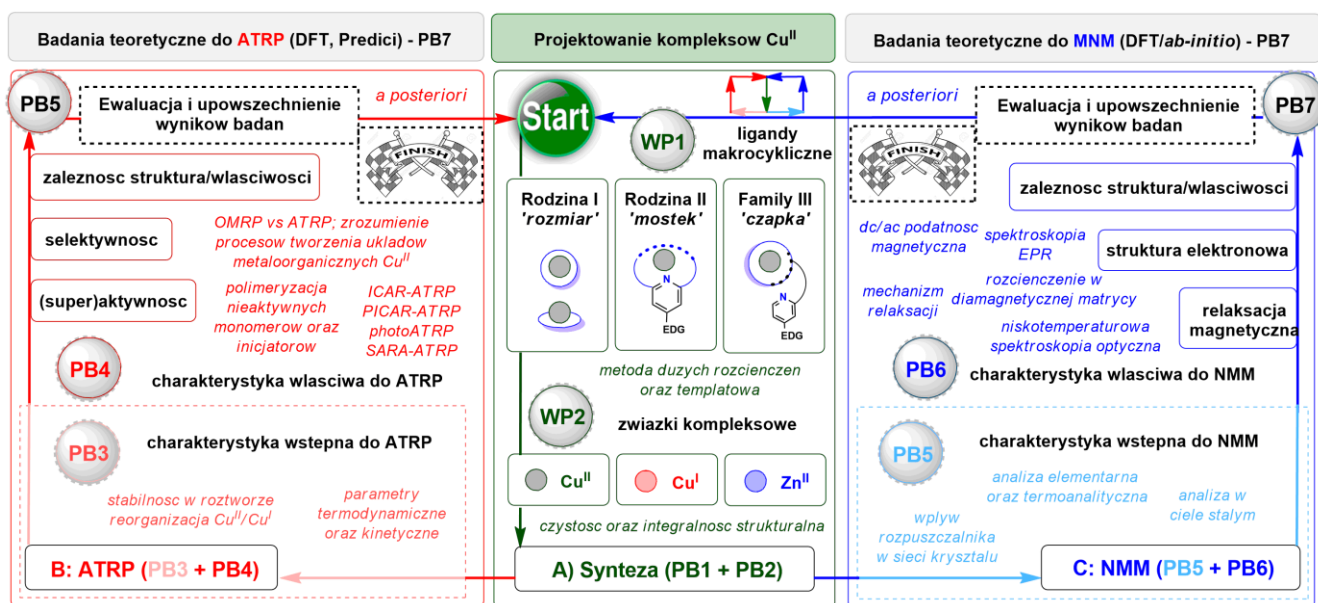 Badania teoretyczne do ATRP (DFT, Predici) - PB7
PB5
Ewaluacja i upowszechnienie
wynikow badan
a posteriori
FINISH
zaleznosc struktura/wlasciwosci
selektywnosc
OMRP vs ATRP; zrozumienie
procesow tworzenia ukladow
metaloorganicznych Cu^II
(super)aktywnosc
polimeryzacja
nieaktywnych
monomerow oraz
inicjatorow
ICAR-ATRP
PICAR-ATRP
photoATRP
SARA-ATRP
PB4
charakterystyka wlasciwa do ATRP
PB3
charakterystyka wstepna do ATRP
stabilnosc w roztworze
reorganizacja Cu^II/Cu^I
parametry
termodynamiczne
oraz kinetyczne
B: ATRP (PB3 + PB4)
Projektowanie kompleksow Cu^II
Start
WP1
ligandy
makrocykliczne
Rodzina I
'rozmiar'
Rodzina II
'mostek'
N
EDG
Family III
'czapka'
N
EDG
metoda duzych rozcienczen
oraz templatowa
WP2
zwiazki kompleksowe
Cu^II
Cu^I
Zn^II
czystosc oraz integralnosc strukturalna
A) Synteza (PB1 + PB2)
Badania teoretyczne do MNM (DFT/ab-initio) - PB7
a posteriori
Ewaluacja i upowszechnienie
wynikow badan
PB7
FINISH
zaleznosc struktura/wlasciwosci
dc/ac podatnosc
magnetyczna
spektroskopia
EPR
struktura elektronowa
mechanizm
relaksacji
rozcienczenie w
diamagnetycznej matrycy
relaksacja
magnetyczna
niskotemperaturowa
spektroskopia optyczna
PB6
charakterystyka wlasciwa do NMM
PB5
charakterystyka wstepna do NMM
analiza elementarna
oraz termoanalityczna
analiza w
ciele stalym
wplyw
rozpuszczalnika
w sieci krysztalu
C: NMM (PB5 + PB6)